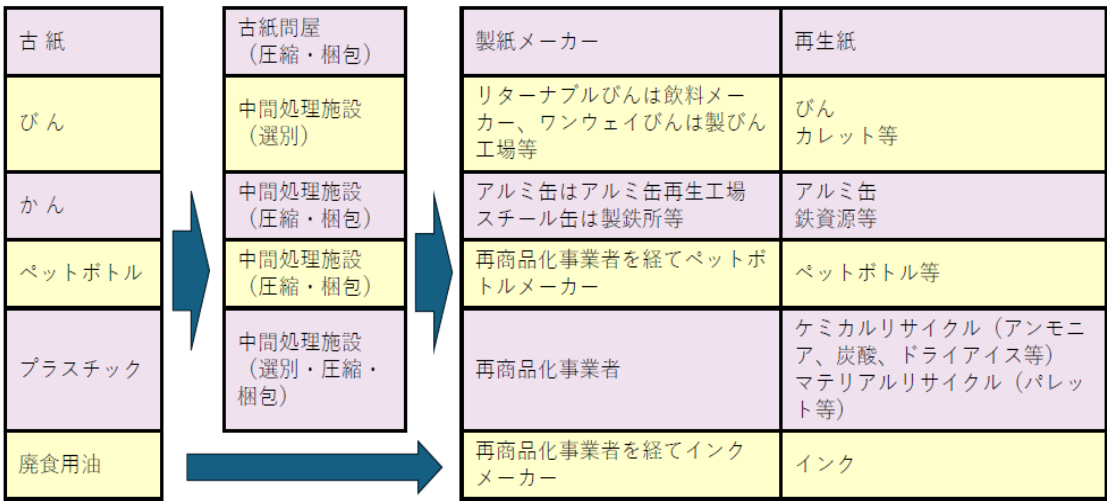 古 紙
古紙問屋
（圧縮・梱包）
製紙メーカー
再生紙
び ん
中間処理施設
（選別）
リターナブルびんは飲料メー
カー、ワンウェイびんは製びん
工場等
びん
カレット等
か ん
中間処理施設
（圧縮・梱包）
アルミ缶はアルミ缶再生工場
スチール缶は製鉄所等
アルミ缶
鉄資源等
ペットボトル
中間処理施設
（圧縮・梱包）
再商品化事業者を経てペットボ
トルメーカー
ペットボトル等
プラスチック
中間処理施設
（選別・圧縮・
梱包）
再商品化事業者
ケミカルリサイクル（アンモニ
ア、炭酸、ドライアイス等）
マテリアルリサイクル（パレッ
ト等）
廃食用油
再商品化事業者を経てインク
メーカー
インク